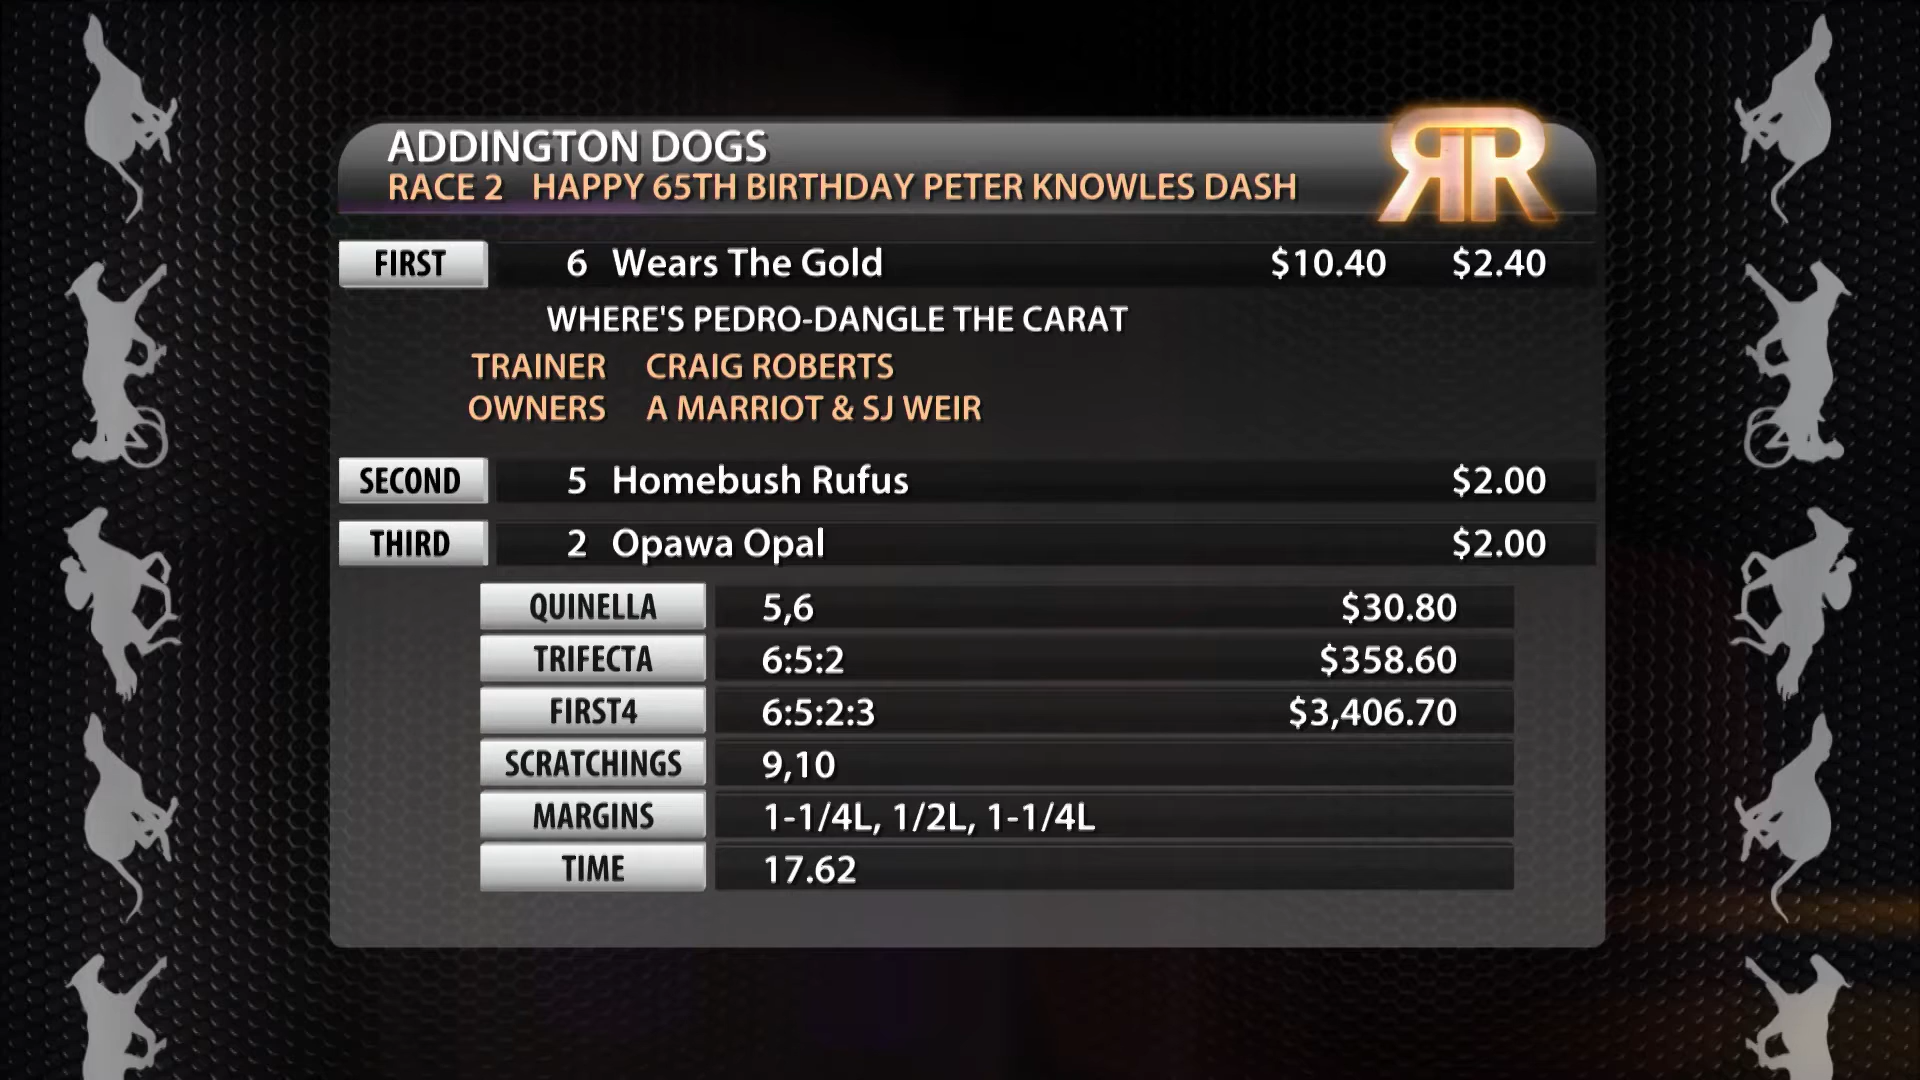 ADDINGTON DOGS
RACE 2 HAPPY 65TH BIRTHDAY PETER KNOWLES DASH
RR
FIRST 6 Wears The Gold $10.40 $2.40
WHERE'S PEDRO-DANGLE THE CARAT
TRAINER CRAIG ROBERTS
OWNERS A MARRIOT & SJ WEIR
SECOND 5 Homebush Rufus $2.00
THIRD 2 Opawa Opal $2.00
QUINELLA 5,6 $30.80
TRIFECTA 6:5:2 $358.60
FIRST4 6:5:2:3 $3,406.70
SCRATCHINGS 9,10
MARGINS 1-1/4L, 1/2L, 1-1/4L
TIME 17.62